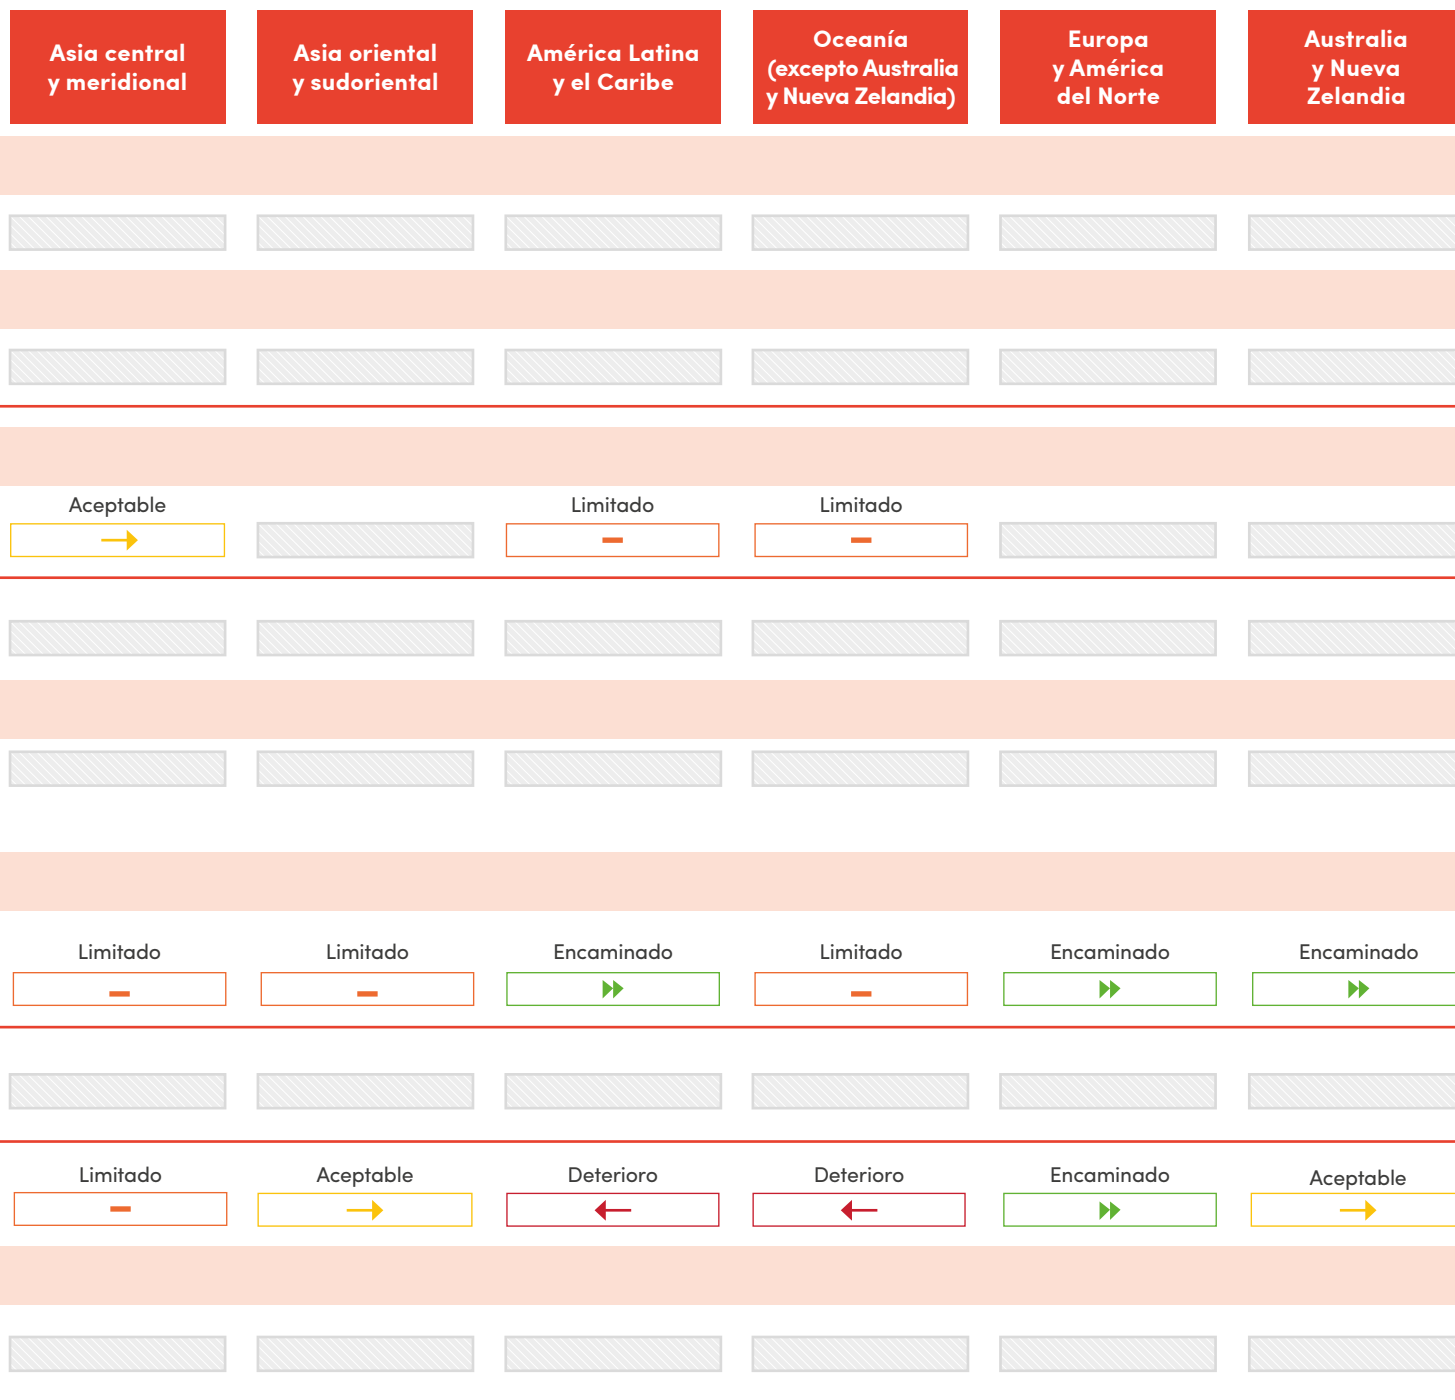 Asia central
y meridional
Asia oriental
y sudoriental
América Latina
y el Caribe
Oceanía
(excepto Australia
y Nueva Zelandia)
Europa
y América
del Norte
Australia
y Nueva
Zelandia
Aceptable
Limitado
Limitado
Limitado
Limitado
Encaminado
Limitado
Encaminado
Encaminado
Limitado
Aceptable
Deterioro
Deterioro
Encaminado
Aceptable